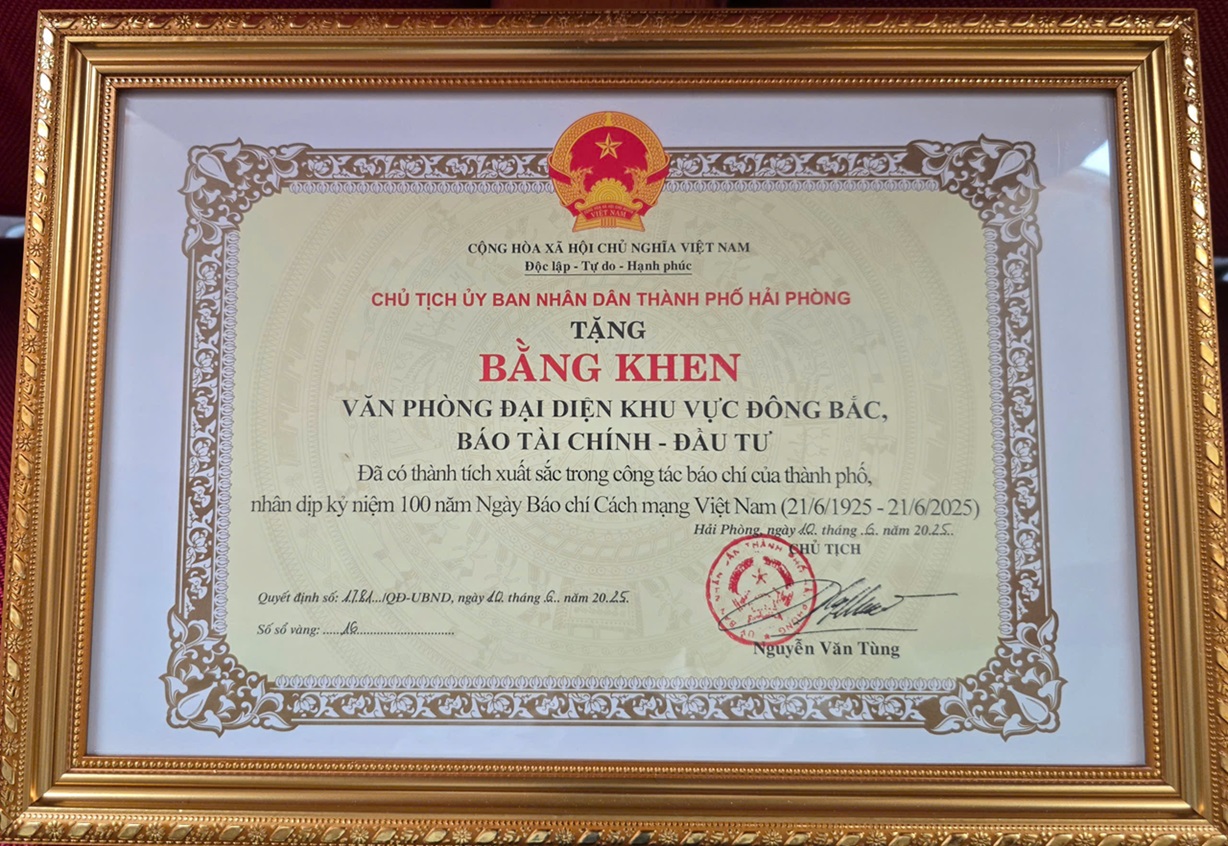 VIỆT NAM
CỘNG HÒA XÃ HỘI CHỦ NGHĨA VIỆT NAM
Độc lập - Tự do - Hạnh phúc
CHỦ TỊCH ỦY BAN NHÂN DÂN THÀNH PHỐ HẢI PHÒNG
TẶNG
BẰNG KHEN
VĂN PHÒNG ĐẠI DIỆN KHU VỰC ĐÔNG BẮC,
BÁO TÀI CHÍNH - ĐẦU TƯ
Đã có thành tích xuất sắc trong công tác báo chí của thành phố,
nhân dịp kỷ niệm 100 năm Ngày Báo chí Cách mạng Việt Nam (21/6/1925 - 21/6/2025)
Hải Phòng, ngày 10. tháng .6. năm 2025..
CHỦ TỊCH
Quyết định số: .1781.../QĐ-UBND, ngày 10 tháng .6.. năm 20.25.
Số sổ vàng: ......16..............................
Nguyễn Văn Tùng